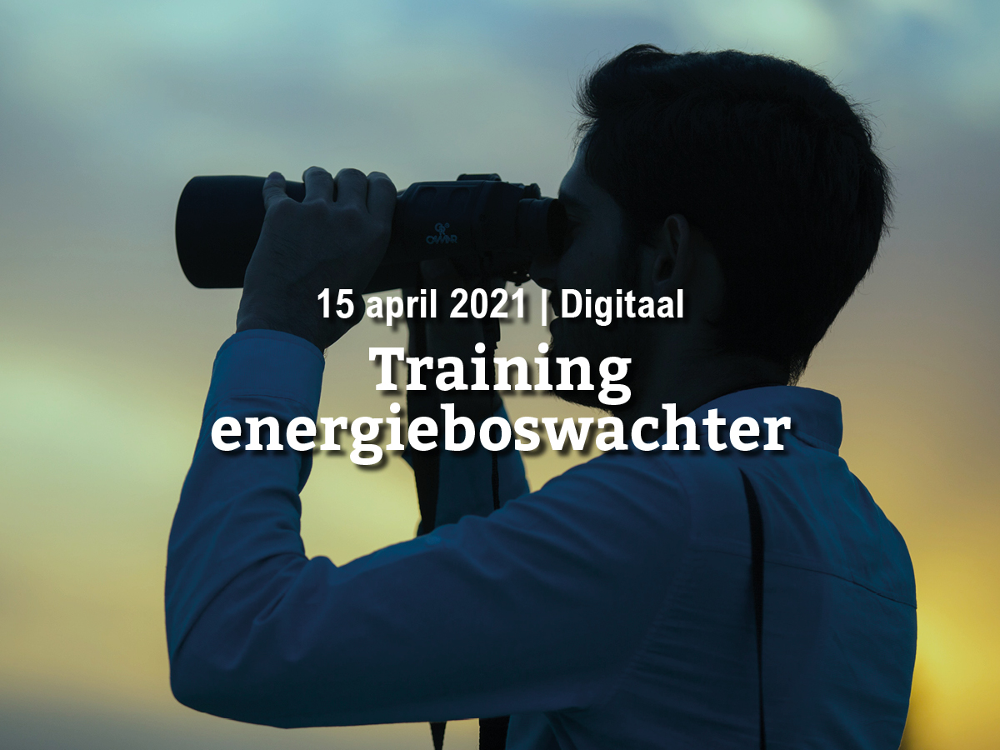 15 april 2021 | Digitaal
Training
energieboswachter